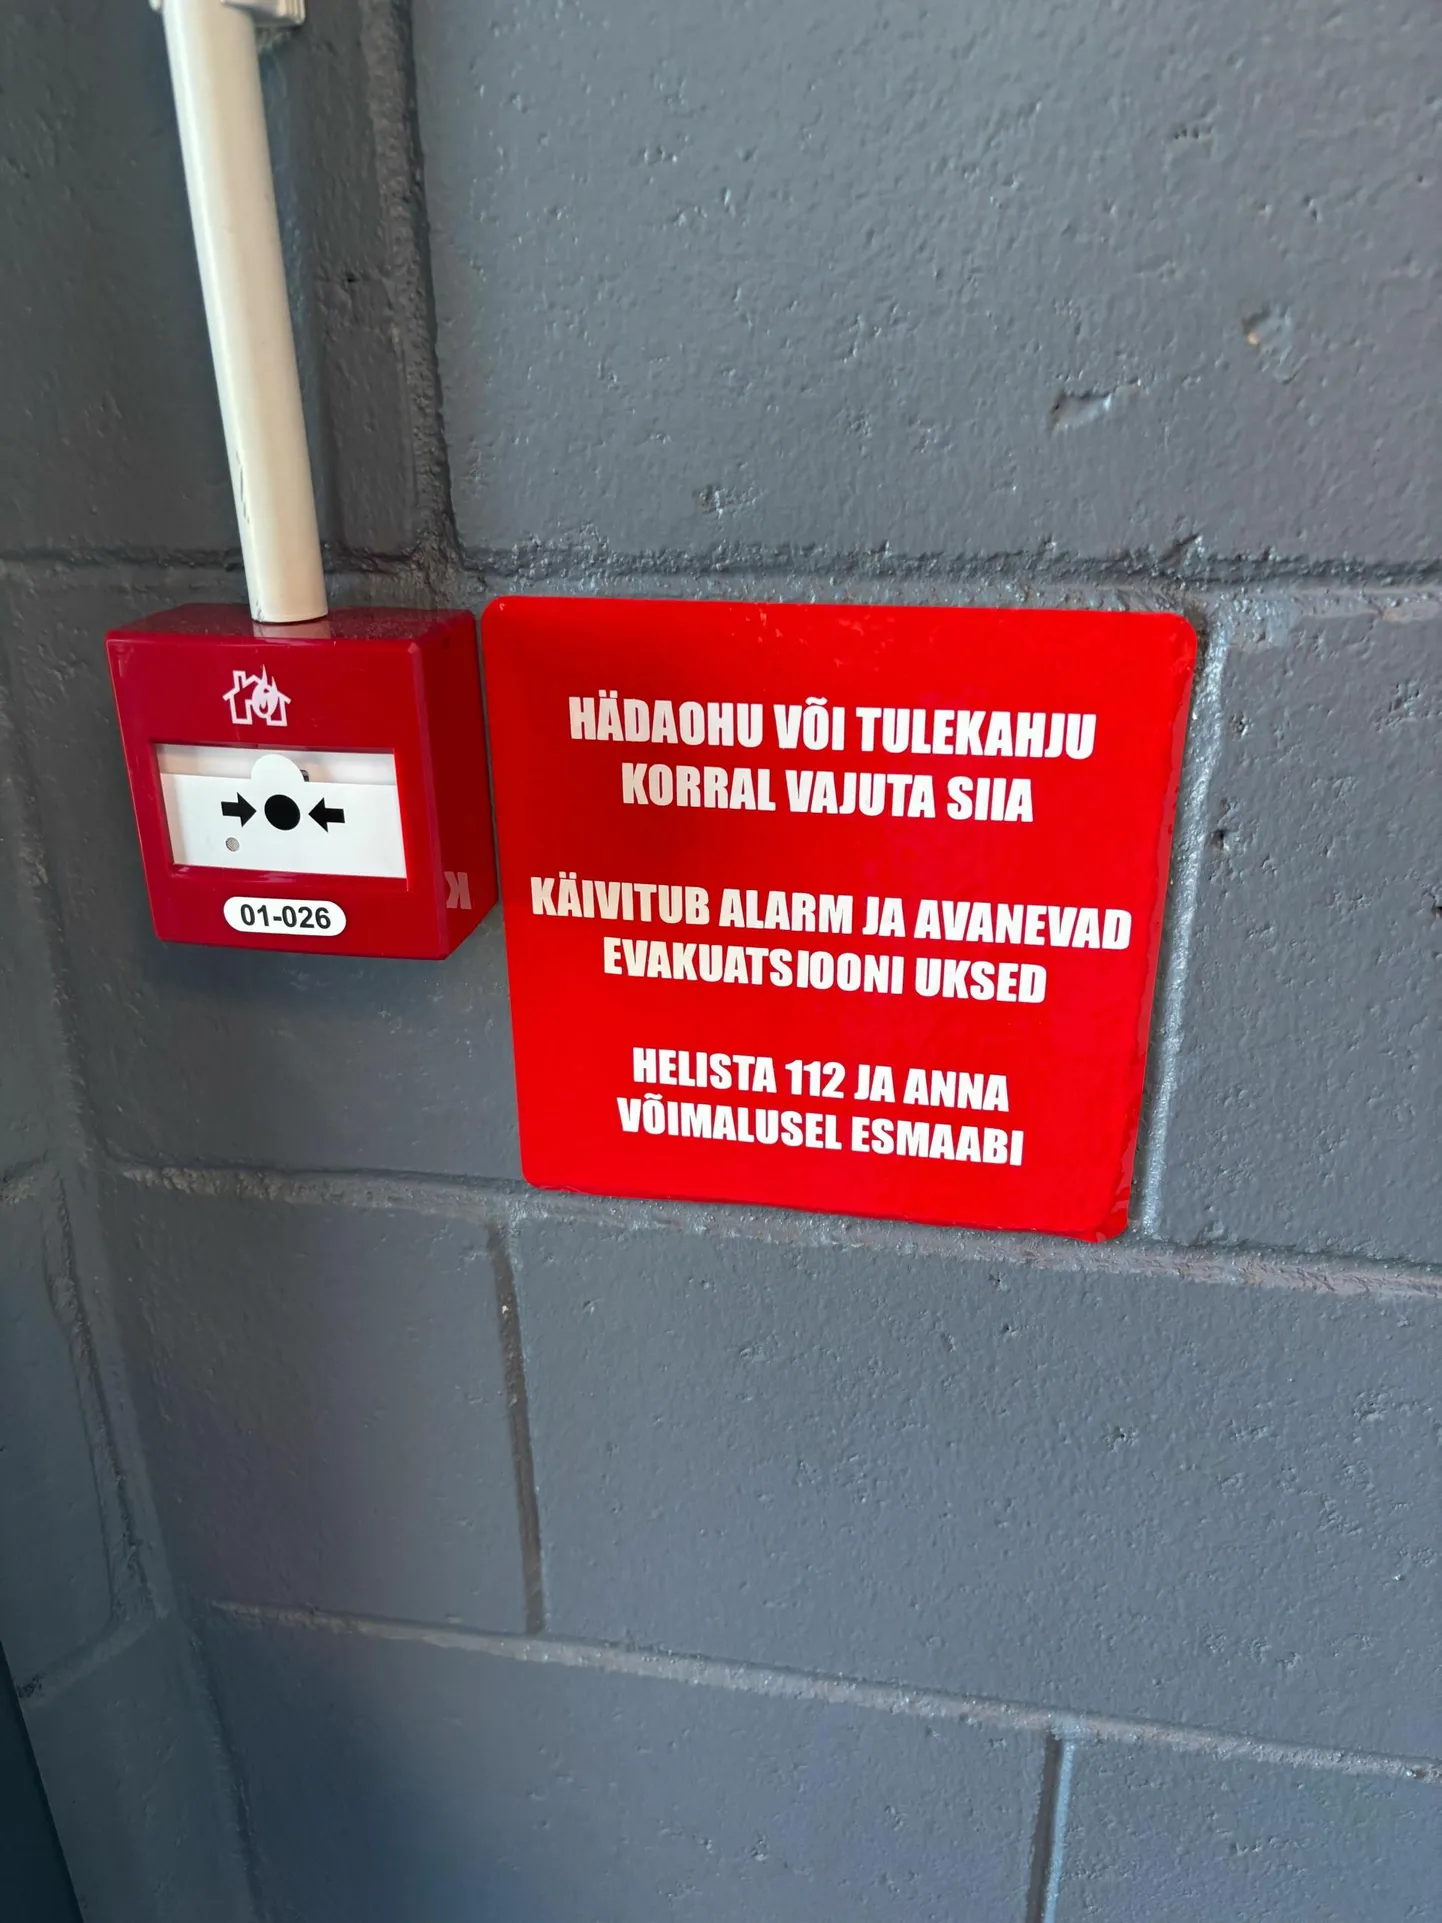 01-026
HÄDAOHU VÕI TULEKAHJU
KORRAL VAJUTA SIIA
KÄIVITUB ALARM JA AVANEVAD
EVAKUATSIOONI UKSED
HELISTA 112 JA ANNA
VÕIMALUSEL ESMAABI